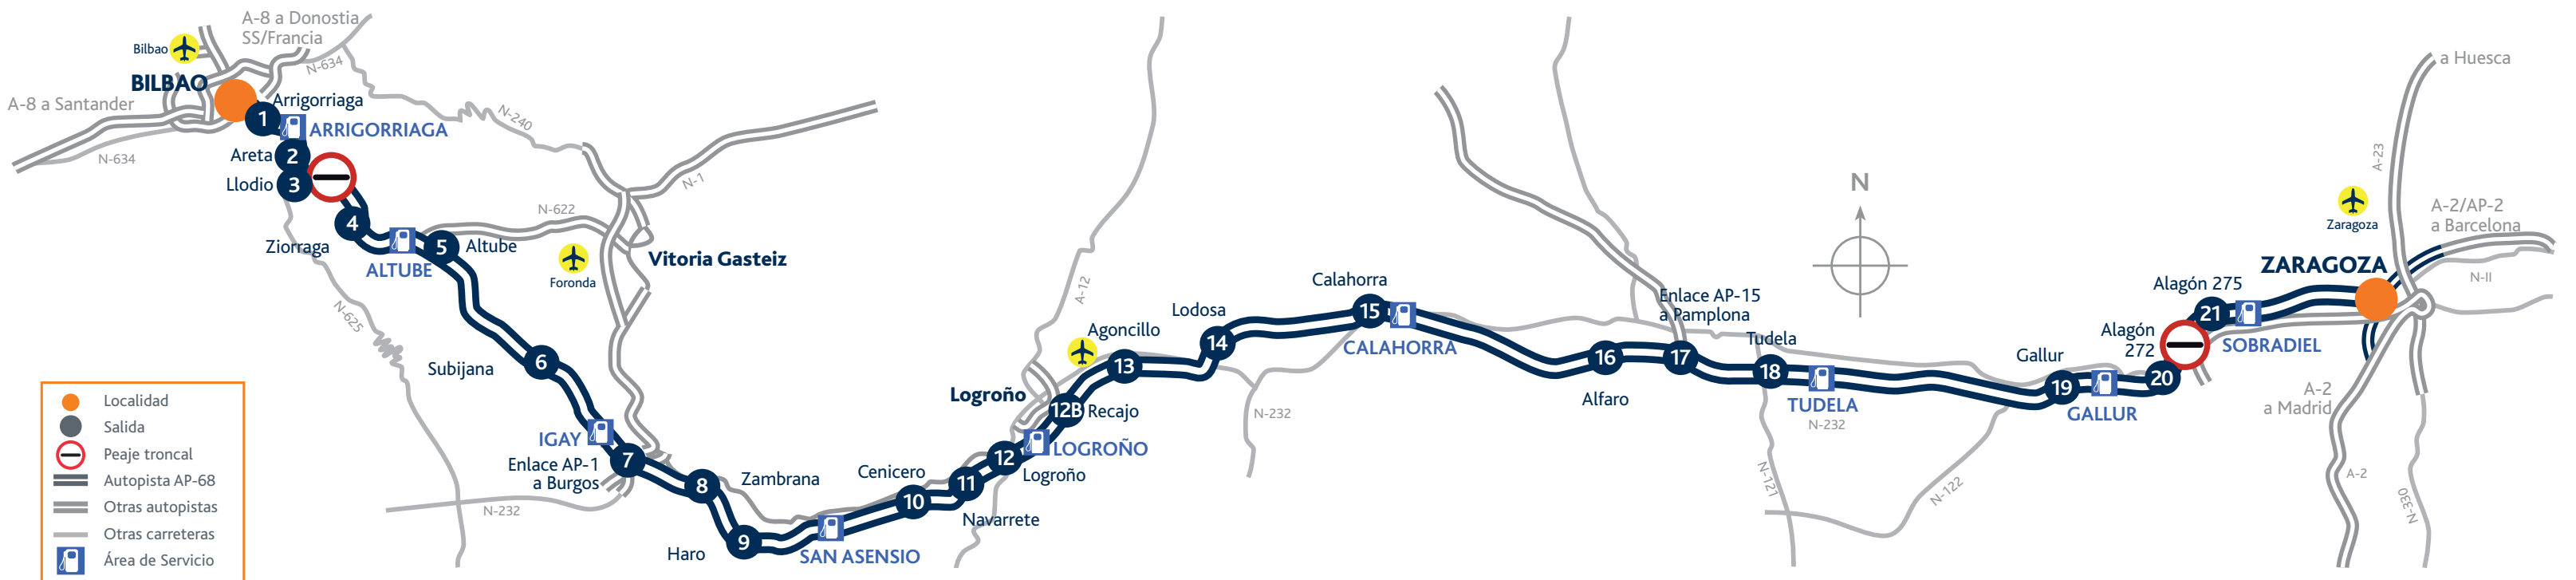 A-8 a Donostia
SS/Francia
Bilbao
BILBAO
N-634
A-8 a Santander
N-634
1
Arrigorriaga
ARRIGORRIAGA
Areta
2
Llodio
3
4
Ziorraga
ALTUBE
5
Altube
N-240
N-1
N-622
Foronda
Vitoria Gasteiz
N-625
Subijana
6
IGAY
Enlace AP-1
a Burgos
7
N-232
8
Zambrana
Haro
9
SAN ASENSIO
Cenicero
10
11
Navarrete
12
Logroño
LOGROÑO
Logroño
12B
Recajo
A-12
Agoncillo
13
Lodosa
14
N-232
Calahorra
15
CALAHORRA
16
Alfaro
Enlace AP-15
a Pamplona
17
Tudela
18
TUDELA
N-232
N-121
N-122
N
Gallur
19
GALLUR
20
Alagón
272
Alagón 275
21
SOBRADIEL
Zaragoza
ZARAGOZA
a Huesca
A-23
A-2/AP-2
a Barcelona
N-II
A-2
a Madrid
A-2
N-330
Localidad
Salida
Peaje troncal
Autopista AP-68
Otras autopistas
Otras carreteras
Área de Servicio